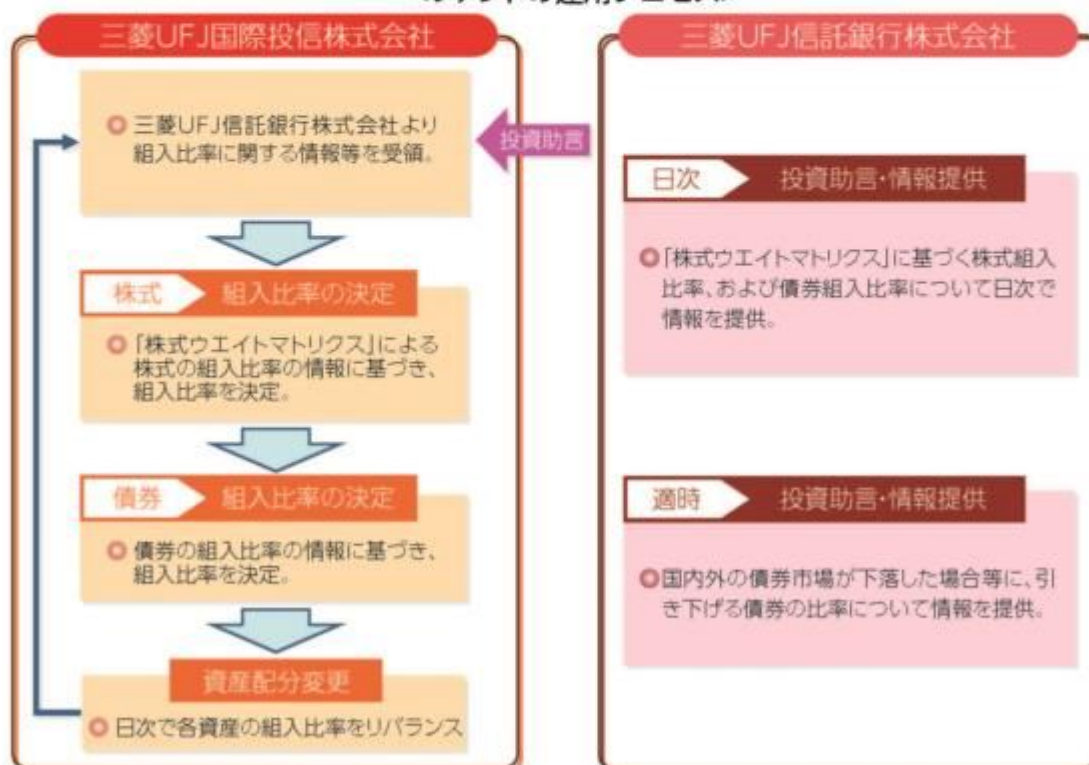 三菱UFJ国際投信株式会社
◎ 三菱UFJ信託銀行株式会社より
組入比率に関する情報等を受領。
株式 組入比率の決定
◎ 「株式ウエイトマトリクス」による
株式の組入比率の情報に基づき、
組入比率を決定。
債券 組入比率の決定
◎ 債券の組入比率の情報に基づき、
組入比率を決定。
資産配分変更
◎ 日次で各資産の組入比率をリバランス
投資助言
三菱UFJ信託銀行株式会社
日次 投資助言・情報提供
◎「株式ウエイトマトリクス」に基づく株式組入
比率、および債券組入比率について日次で
情報を提供。
適時 投資助言・情報提供
◎国内外の債券市場が下落した場合等に、引
き下げる債券の比率について情報を提供。